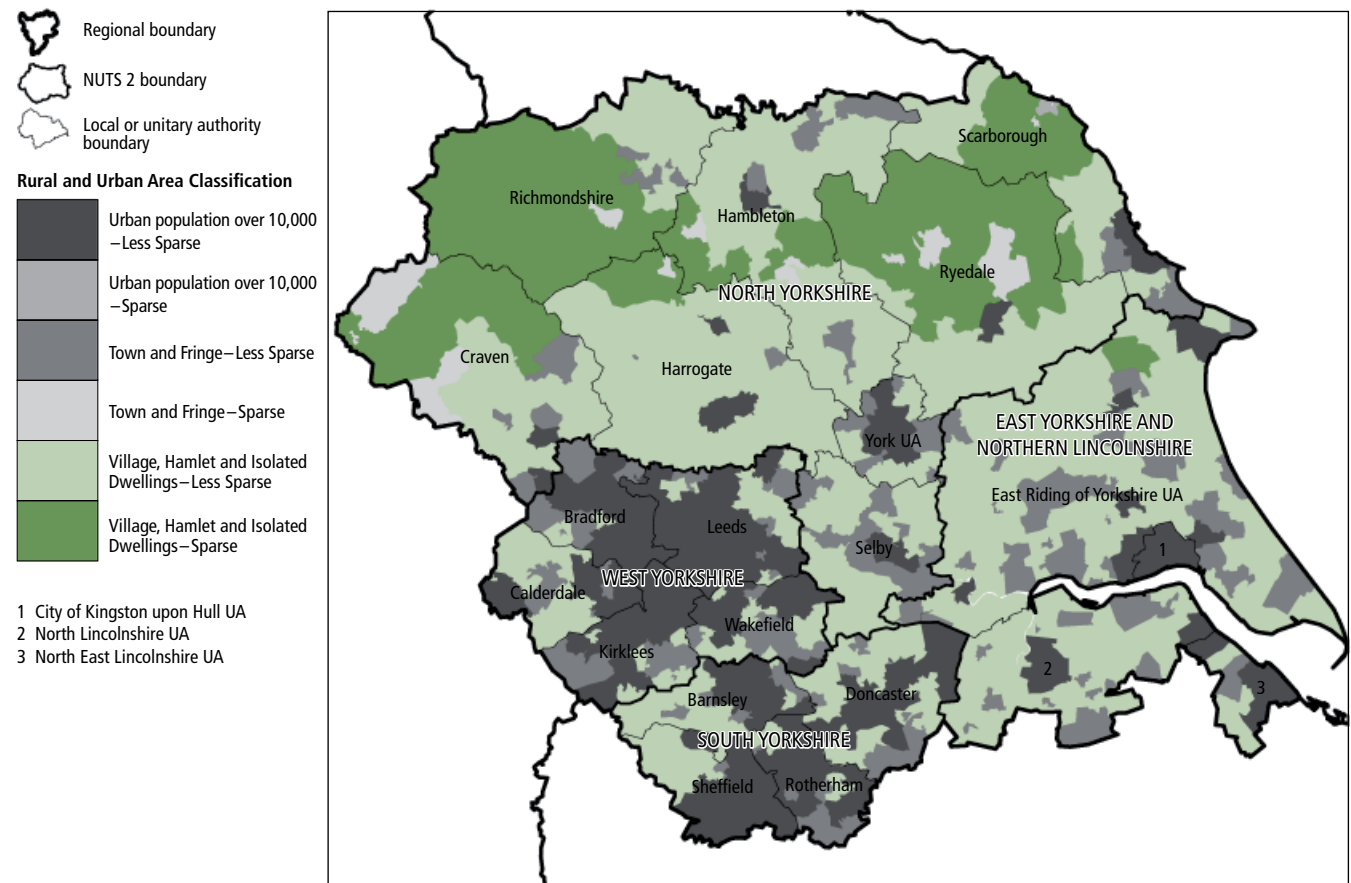 Regional boundary
NUTS 2 boundary
Local or unitary authority
boundary
Rural and Urban Area Classification
Urban population over 10,000
–Less Sparse
Urban population over 10,000
–Sparse
Town and Fringe–Less Sparse
Town and Fringe–Sparse
Village, Hamlet and Isolated
Dwellings–Less Sparse
Village, Hamlet and Isolated
Dwellings–Sparse
1 City of Kingston upon Hull UA
2 North Lincolnshire UA
3 North East Lincolnshire UA
Scarborough
Richmondshire
Hambleton
Ryedale
NORTH YORKSHIRE
Craven
Harrogate
York UA
EAST YORKSHIRE AND
NORTHERN LINCOLNSHIRE
East Riding of Yorkshire UA
Bradford
Leeds
Selby
1
WEST YORKSHIRE
Calderdale
Wakefield
Kirklees
2
3
Barnsley
Doncaster
SOUTH YORKSHIRE
Sheffield
Rotherham